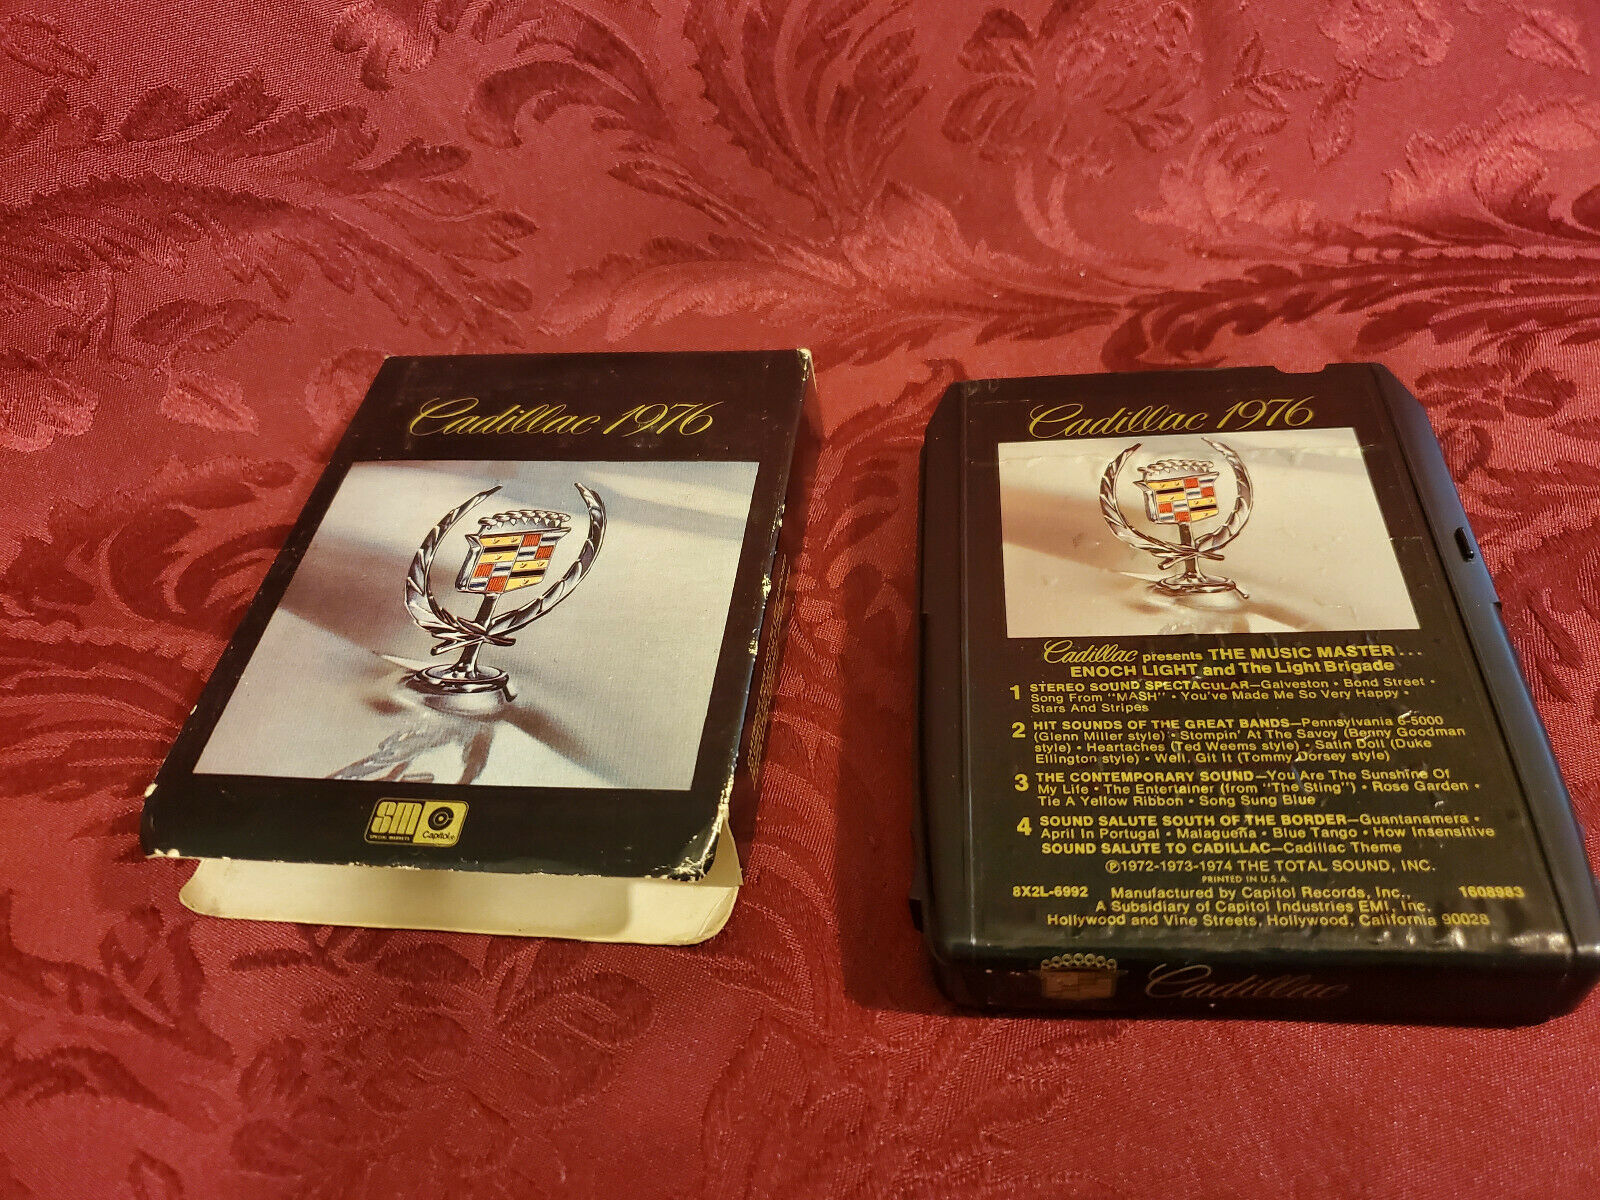 Cadillac 1976
SM
SPECIAL MARKETS
Capitol®
Cadillac 1976
Cadillac presents THE MUSIC MASTER...
ENOCH LIGHT and The Light Brigade
1 STEREO SOUND SPECTACULAR—Galveston • Bond Street •
Song From "MASH" • You've Made Me So Very Happy •
Stars And Stripes
2 HIT SOUNDS OF THE GREAT BANDS—Pennsylvania 6-5000
(Glenn Miller style) • Stompin' At The Savoy (Benny Goodman
style) • Heartaches (Ted Weems style) • Satin Doll (Duke
Ellington style) • Well, Git It (Tommy Dorsey style)
3 THE CONTEMPORARY SOUND—You Are The Sunshine Of
My Life • The Entertainer (from "The Sting") • Rose Garden •
Tie A Yellow Ribbon • Song Sung Blue
4 SOUND SALUTE SOUTH OF THE BORDER—Guantanamera •
April In Portugal • Malagueña • Blue Tango • How Insensitive
SOUND SALUTE TO CADILLAC—Cadillac Theme
℗1972-1973-1974 THE TOTAL SOUND, INC.
PRINTED IN U.S.A.
8X2L-6992 Manufactured by Capitol Records, Inc., 1608983
A Subsidiary of Capitol Industries EMI, Inc.
Hollywood and Vine Streets, Hollywood, California 90028
Cadillac